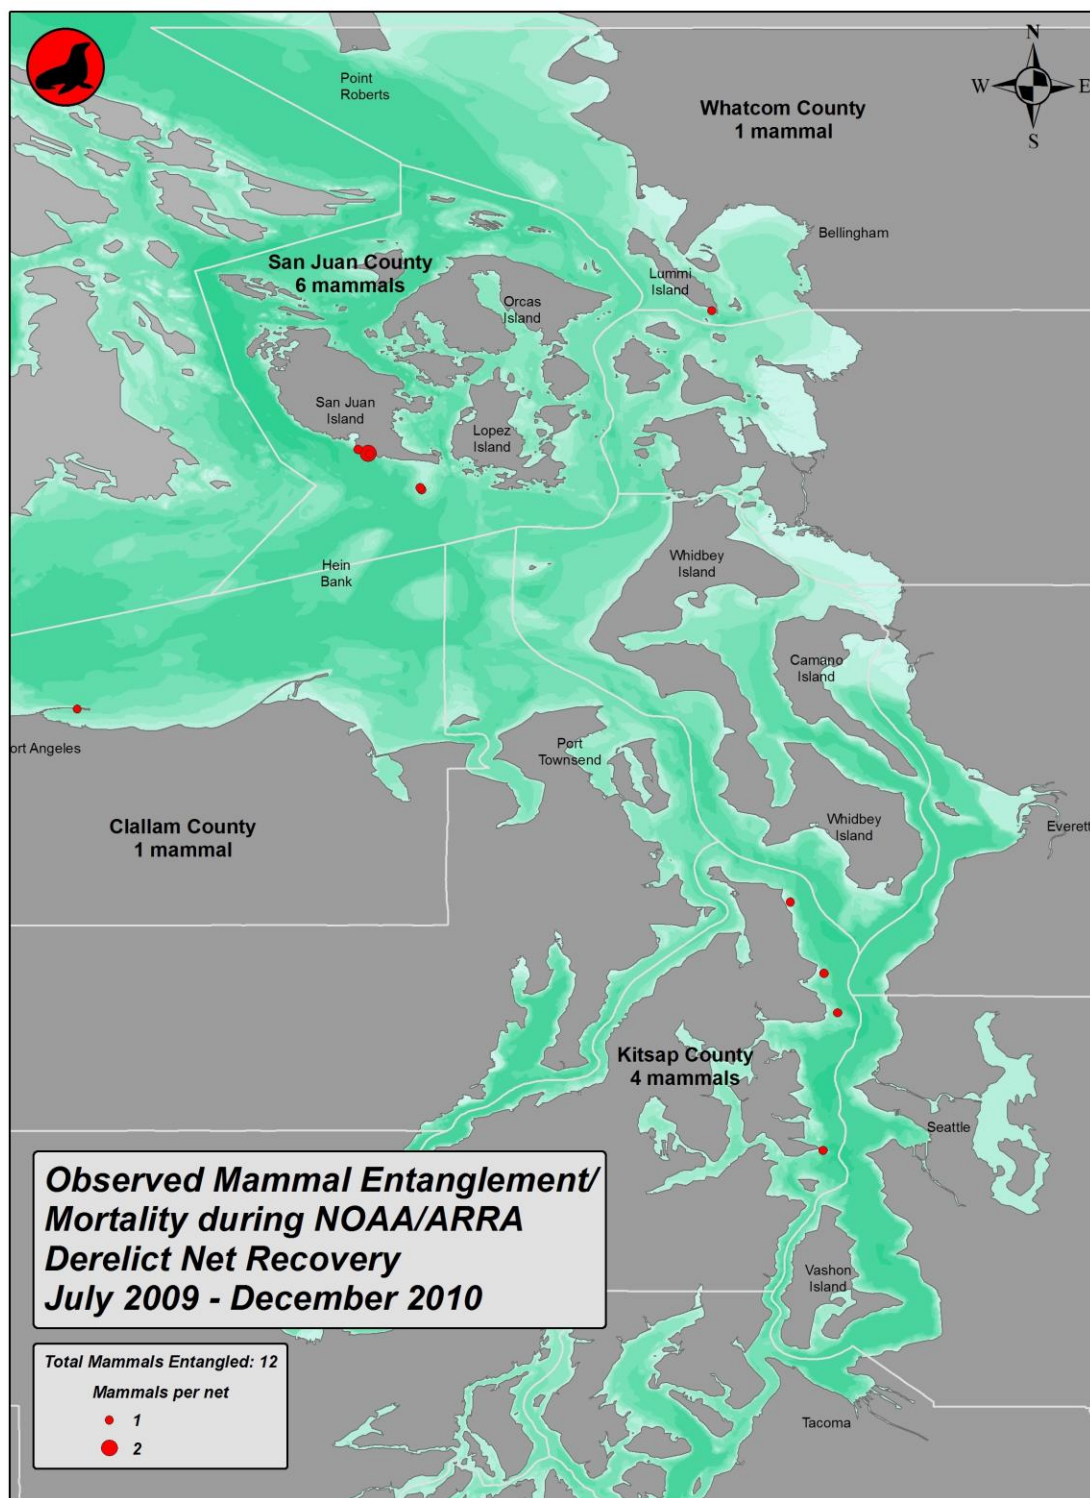 N
W
E
S
Point
Roberts
Whatcom County
1 mammal
Bellingham
San Juan County
6 mammals
Lummi
Island
Orcas
Island
San Juan
Island
Lopez
Island
Hein
Bank
Whidbey
Island
Camano
Island
ort Angeles
Port
Townsend
Clallam County
1 mammal
Whidbey
Island
Everett
Kitsap County
4 mammals
Seattle
Observed Mammal Entanglement/
Mortality during NOAA/ARRA
Derelict Net Recovery
July 2009 - December 2010
Vashon
Island
Total Mammals Entangled: 12
Mammals per net
1
2
Tacoma